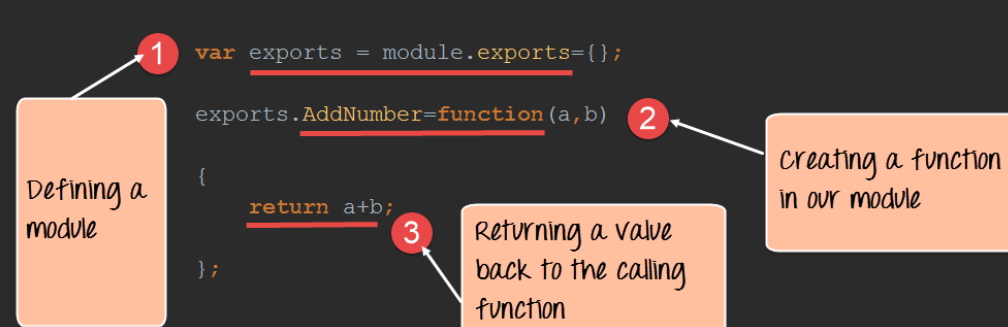 1 var exports = module.exports={};
exports.AddNumber=function(a,b) 2
{
return a+b;
3
};
Defining a
module
Creating a function
in our module
Returning a value
back to the calling
function